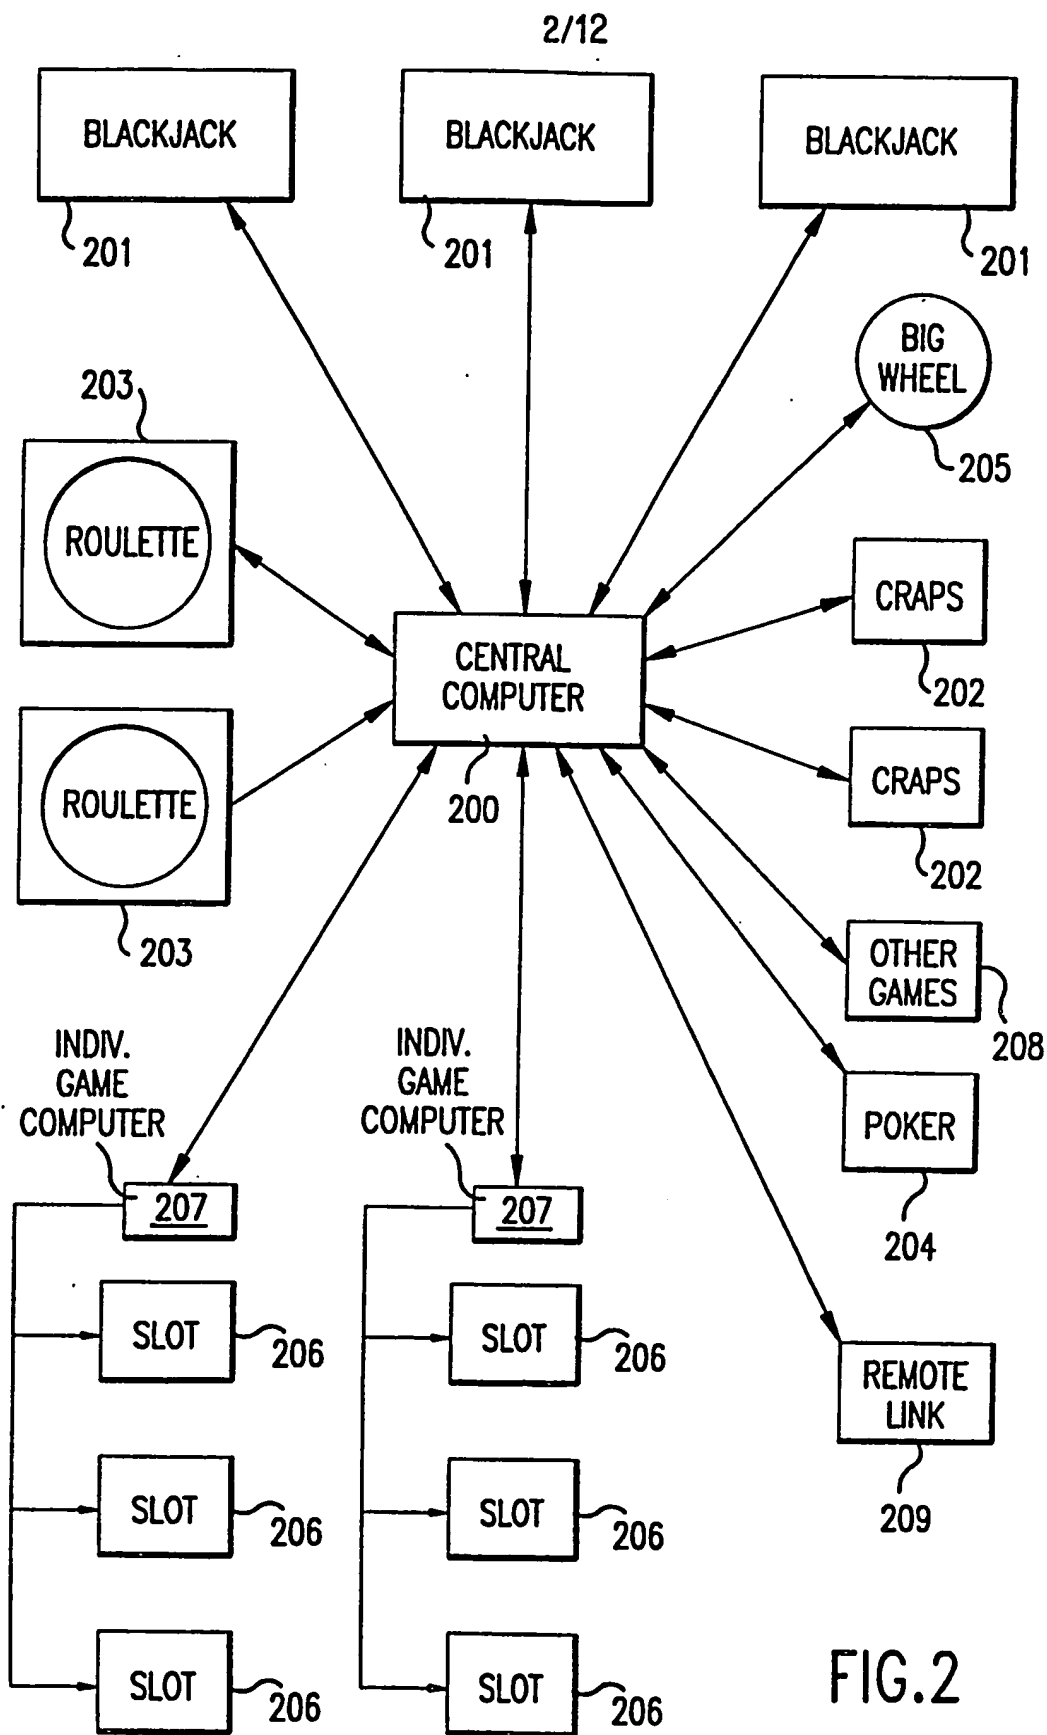 2/12
BLACKJACK
BLACKJACK
BLACKJACK
201
201
201
BIG
WHEEL
205
203
ROULETTE
CRAPS
202
CENTRAL
COMPUTER
200
ROULETTE
203
CRAPS
202
OTHER
GAMES
208
INDIV.
GAME
COMPUTER
207
INDIV.
GAME
COMPUTER
207
POKER
204
SLOT
206
SLOT
206
REMOTE
LINK
209
SLOT
206
SLOT
206
SLOT
206
SLOT
206
FIG.2